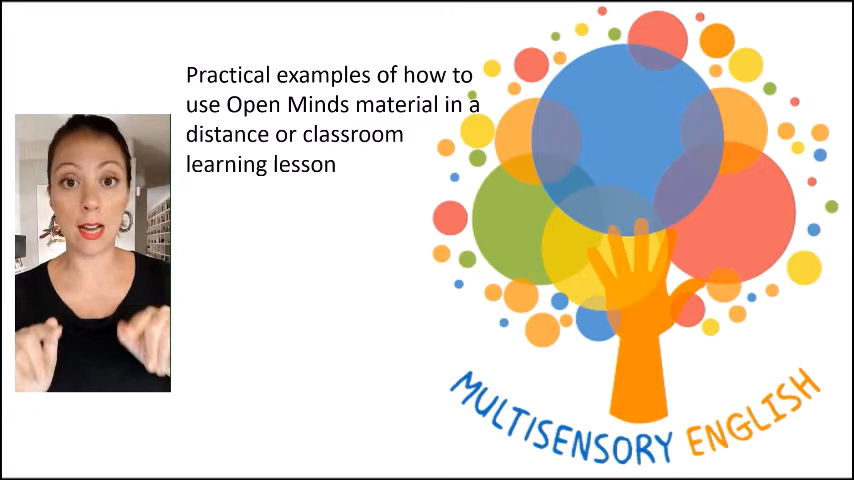 Practical examples of how to
use Open Minds material in a
distance or classroom
learning lesson
MULTISENSORY ENGLISH